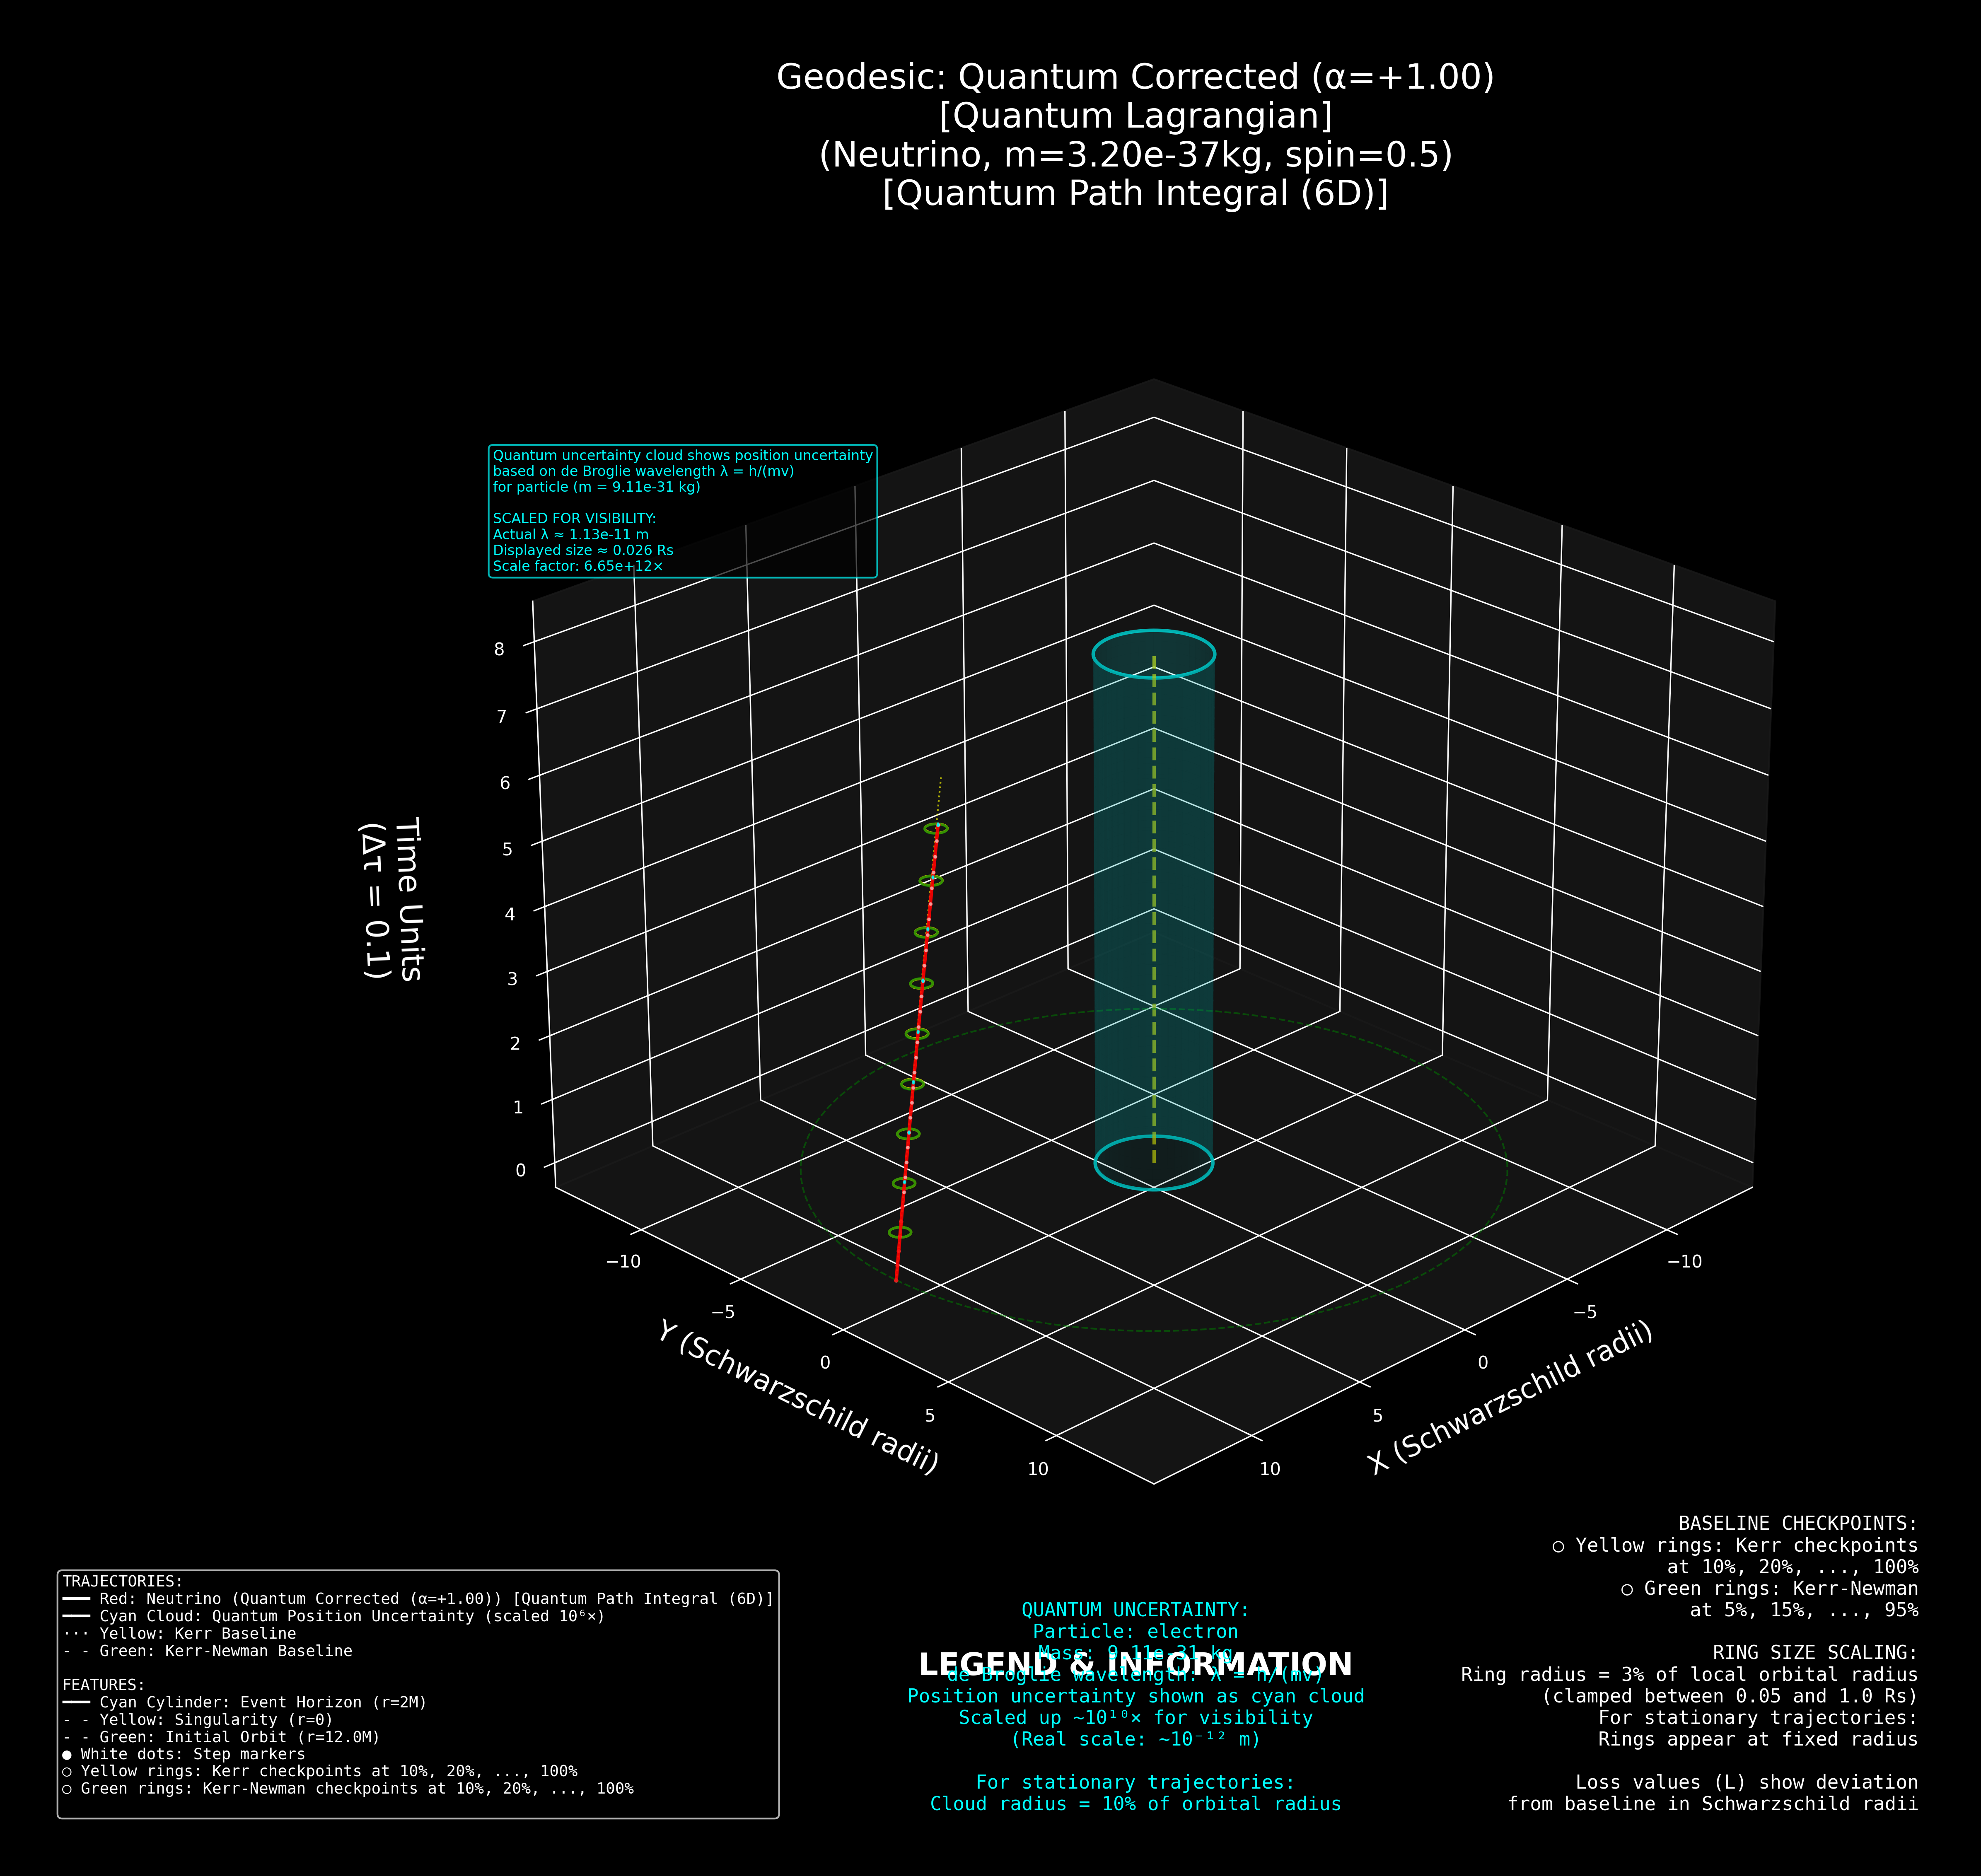 Geodesic: Quantum Corrected (α=+1.00)
[Quantum Lagrangian]
(Neutrino, m=3.20e-37kg, spin=0.5)
[Quantum Path Integral (6D)]
Quantum uncertainty cloud shows position uncertainty
based on de Broglie wavelength λ = h/(mv)
for particle (m = 9.11e-31 kg)
SCALED FOR VISIBILITY:
Actual λ ≈ 1.13e-11 m
Displayed size ≈ 0.026 Rs
Scale factor: 6.65e+12×
8
7
6
5
4
3
2
1
0
Time Units
(Δτ = 0.1)
−10
−5
0
5
10
Y (Schwarzschild radii)
−10
−5
0
5
10
X (Schwarzschild radii)
TRAJECTORIES:
Red: Neutrino (Quantum Corrected (α=+1.00)) [Quantum Path Integral (6D)]
Cyan Cloud: Quantum Position Uncertainty (scaled 10⁶×)
··· Yellow: Kerr Baseline
- - Green: Kerr-Newman Baseline
FEATURES:
Cyan Cylinder: Event Horizon (r=2M)
- - Yellow: Singularity (r=0)
- - Green: Initial Orbit (r=12.0M)
● White dots: Step markers
○ Yellow rings: Kerr checkpoints at 10%, 20%, ..., 100%
○ Green rings: Kerr-Newman checkpoints at 10%, 20%, ..., 100%
QUANTUM UNCERTAINTY:
Particle: electron
Mass: 9.11e-31 kg
LEGEND & INFORMATION
de Broglie wavelength: λ = h/(mv)
Position uncertainty shown as cyan cloud
Scaled up ~10¹⁰× for visibility
(Real scale: ~10⁻¹² m)
For stationary trajectories:
Cloud radius = 10% of orbital radius
BASELINE CHECKPOINTS:
○ Yellow rings: Kerr checkpoints
at 10%, 20%, ..., 100%
○ Green rings: Kerr-Newman
at 5%, 15%, ..., 95%
RING SIZE SCALING:
Ring radius = 3% of local orbital radius
(clamped between 0.05 and 1.0 Rs)
For stationary trajectories:
Rings appear at fixed radius
Loss values (L) show deviation
from baseline in Schwarzschild radii